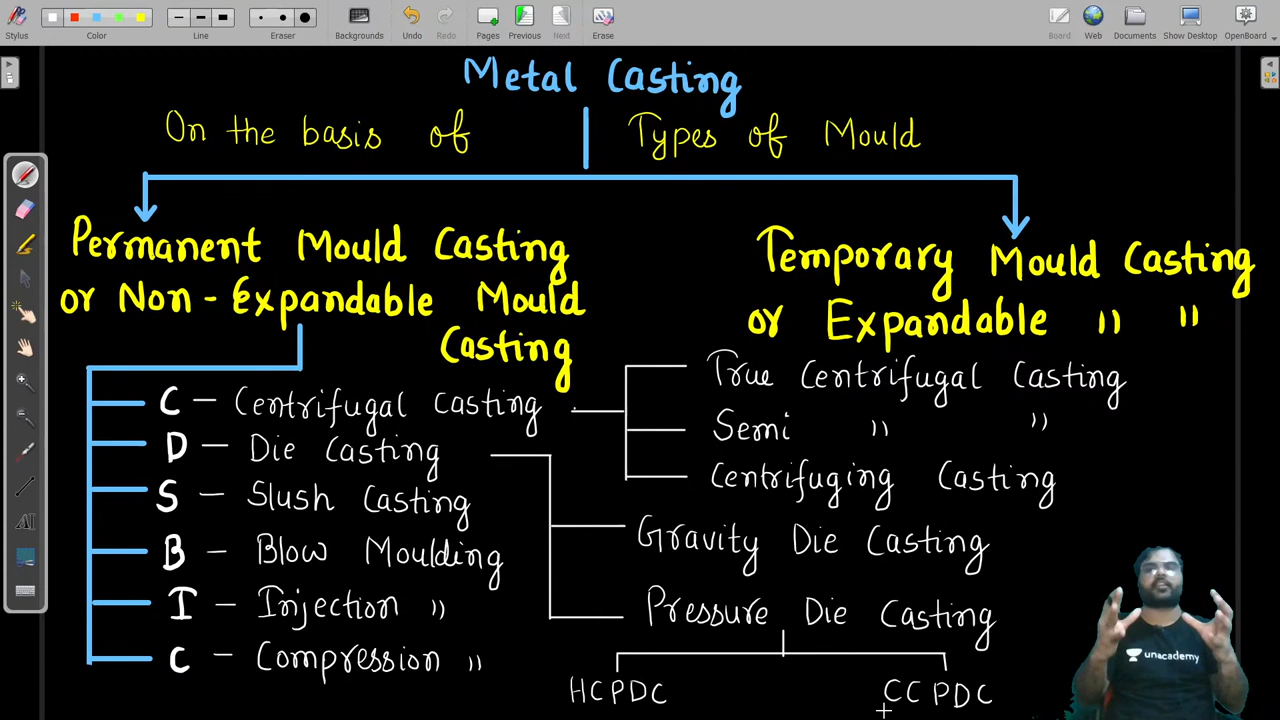 Stylus
Color
Line
Eraser
Backgrounds
Undo
Redo
Pages
Previous
Next
Erase
Board
Web
Documents
Show Desktop
OpenBoard
Metal Casting
On the basis of Types of Mould
Permanent Mould Casting
or Non-Expandable Mould
Casting
Temporary Mould Casting
or Expandable " "
C - Centrifugal Casting
D - Die Casting
S - Slush Casting
B - Blow Moulding
I - Injection "
C - Compression "
True Centrifugal Casting
Semi " "
Centrifuging Casting
Gravity Die Casting
Pressure Die Casting
HCPDC
CCPDC
unacademy